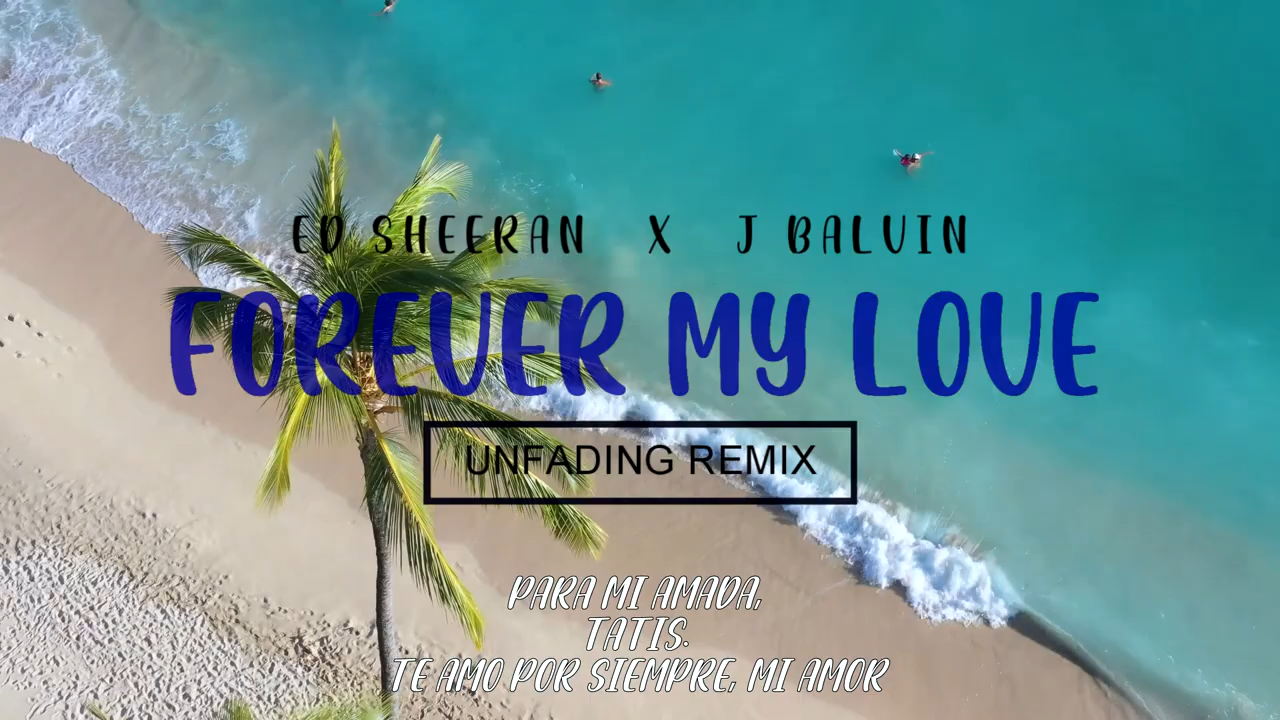 ED SHEERAN X J BALVIN
FOREVER MY LOVE
UNFADING REMIX
PARA MI AMADA,
TATIS.
TE AMO POR SIEMPRE, MI AMOR